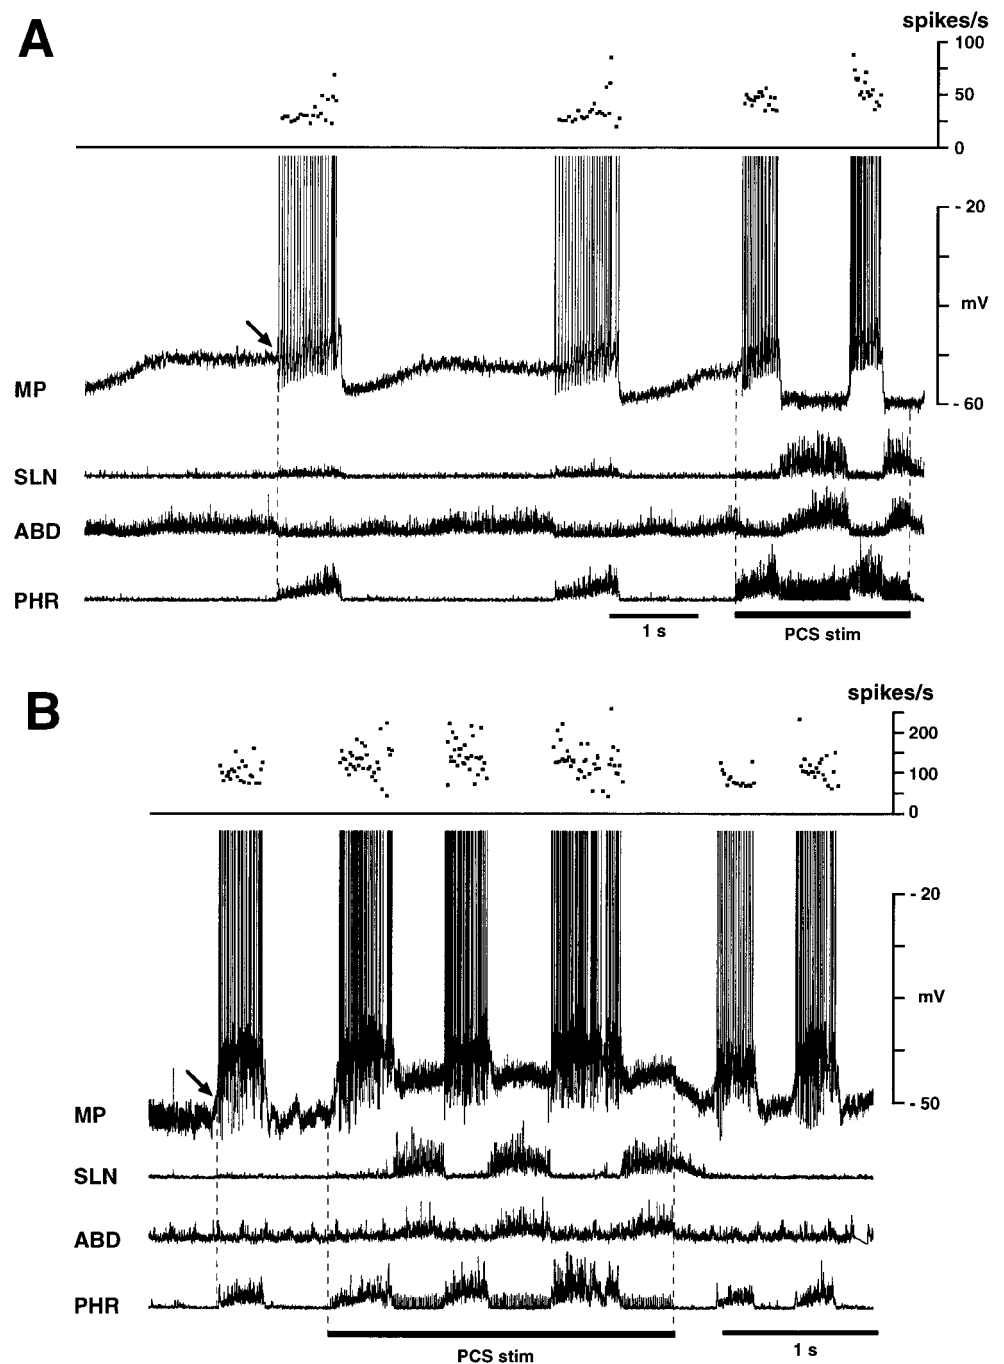 A
spikes/s
100
50
0
- 20
mV
- 60
MP
SLN
ABD
PHR
1 s
PCS stim
B
spikes/s
200
100
0
- 20
mV
- 50
MP
SLN
ABD
PHR
PCS stim
1 s